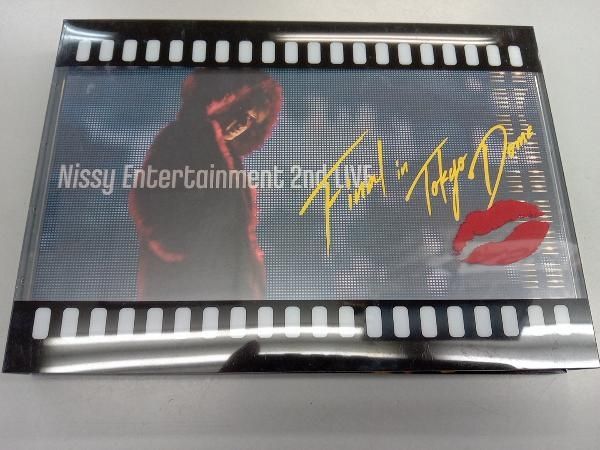 Nissy Entertainment 2nd LIVE
Final in Tokyo Dome